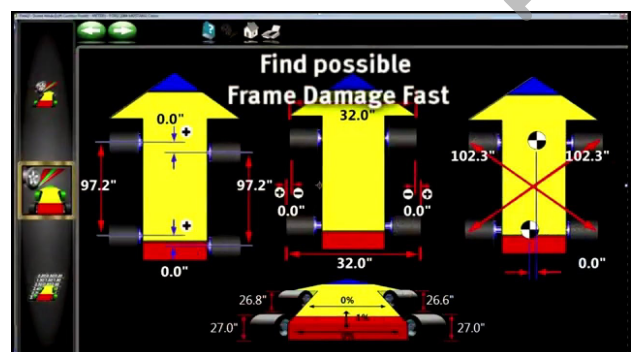 Find possible
Frame Damage Fast
0.0"
32.0"
102.3" 102.3"
97.2" 97.2"
0.0" 0.0"
0.0" 32.0" 0.0"
26.8" 0% 26.6"
27.0" 1% 27.0"